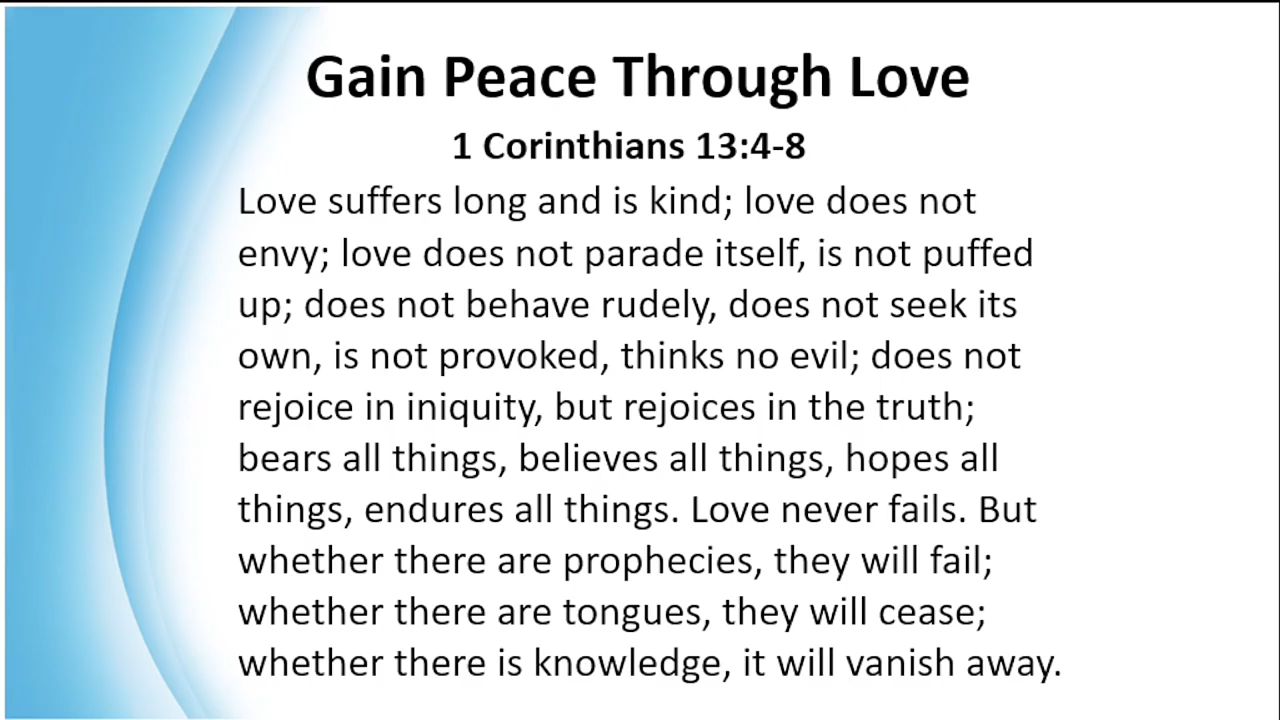 Gain Peace Through Love
1 Corinthians 13:4-8
Love suffers long and is kind; love does not
envy; love does not parade itself, is not puffed
up; does not behave rudely, does not seek its
own, is not provoked, thinks no evil; does not
rejoice in iniquity, but rejoices in the truth;
bears all things, believes all things, hopes all
things, endures all things. Love never fails. But
whether there are prophecies, they will fail;
whether there are tongues, they will cease;
whether there is knowledge, it will vanish away.